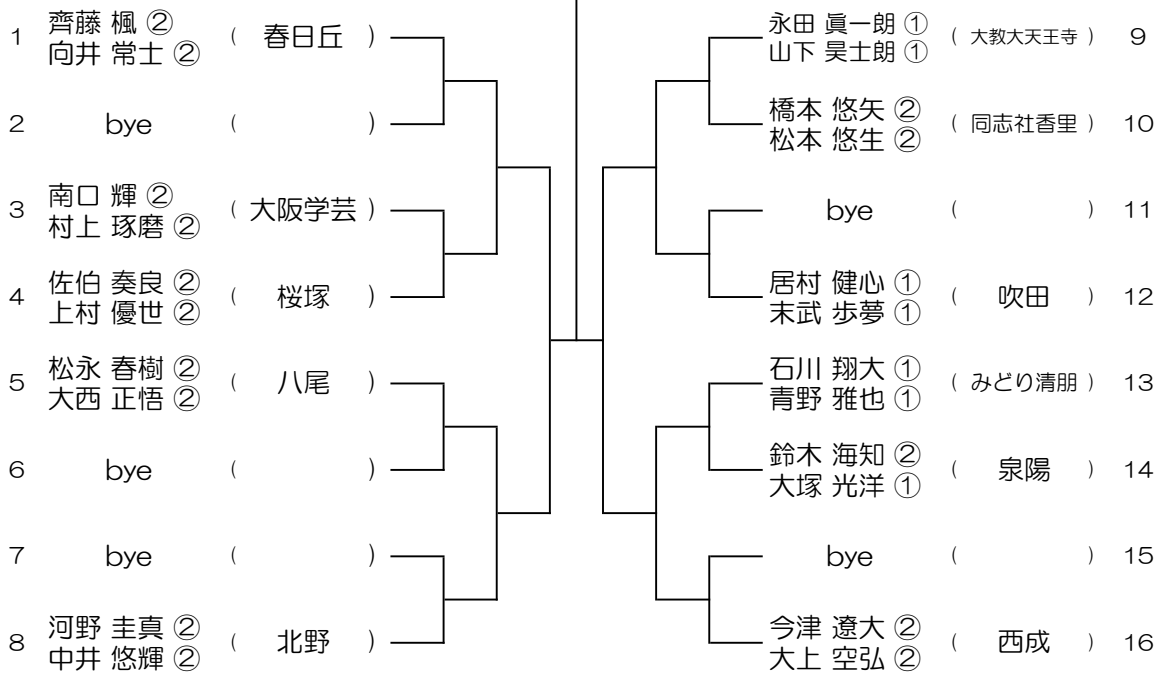 1 齊藤 楓 ② ( 春日丘 )
向井 常士 ②
2 bye ( )
3 南口 輝 ② ( 大阪学芸 )
村上 琢磨 ②
4 佐伯 奏良 ② ( 桜塚 )
上村 優世 ②
5 松永 春樹 ② ( 八尾 )
大西 正悟 ②
6 bye ( )
7 bye ( )
8 河野 圭真 ② ( 北野 )
中井 悠輝 ②
永田 眞一朗 ① ( 大教大天王寺 ) 9
山下 昊士朗 ①
橋本 悠矢 ② ( 同志社香里 ) 10
松本 悠生 ②
bye ( ) 11
居村 健心 ① ( 吹田 ) 12
末武 歩夢 ①
石川 翔大 ① ( みどり清朋 ) 13
青野 雅也 ①
鈴木 海知 ② ( 泉陽 ) 14
大塚 光洋 ①
bye ( ) 15
今津 遼大 ② ( 西成 ) 16
大上 空弘 ②